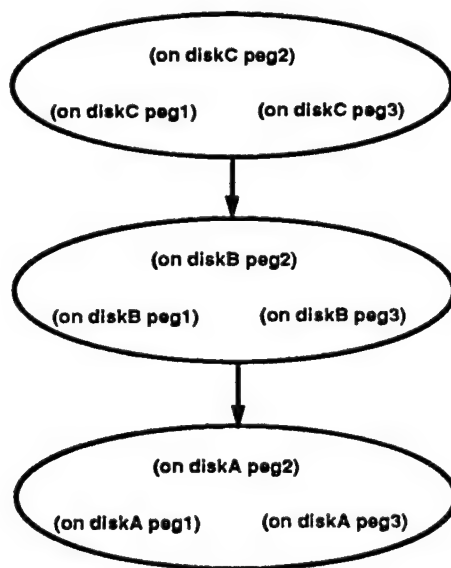 (on diskC peg2)
(on diskC peg1) (on diskC peg3)
(on diskB peg2)
(on diskB peg1) (on diskB peg3)
(on diskA peg2)
(on diskA peg1) (on diskA peg3)